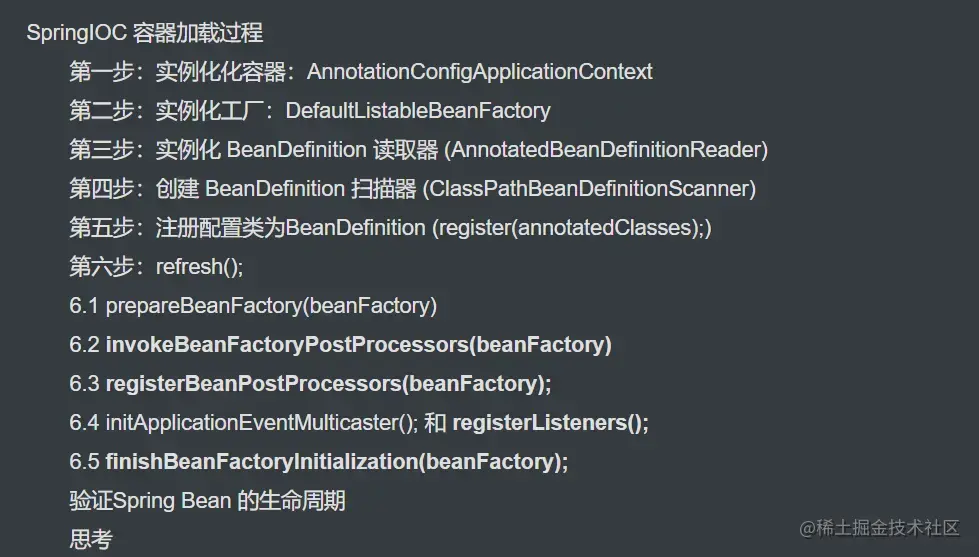 SpringIOC 容器加载过程
第一步：实例化化容器：AnnotationConfigApplicationContext
第二步：实例化工厂：DefaultListableBeanFactory
第三步：实例化 BeanDefinition 读取器 (AnnotatedBeanDefinitionReader)
第四步：创建 BeanDefinition 扫描器 (ClassPathBeanDefinitionScanner)
第五步：注册配置类为BeanDefinition (register(annotatedClasses);)
第六步：refresh();
6.1 prepareBeanFactory(beanFactory)
6.2 invokeBeanFactoryPostProcessors(beanFactory)
6.3 registerBeanPostProcessors(beanFactory);
6.4 initApplicationEventMulticaster(); 和 registerListeners();
6.5 finishBeanFactoryInitialization(beanFactory);
验证Spring Bean 的生命周期
思考
@稀土掘金技术社区